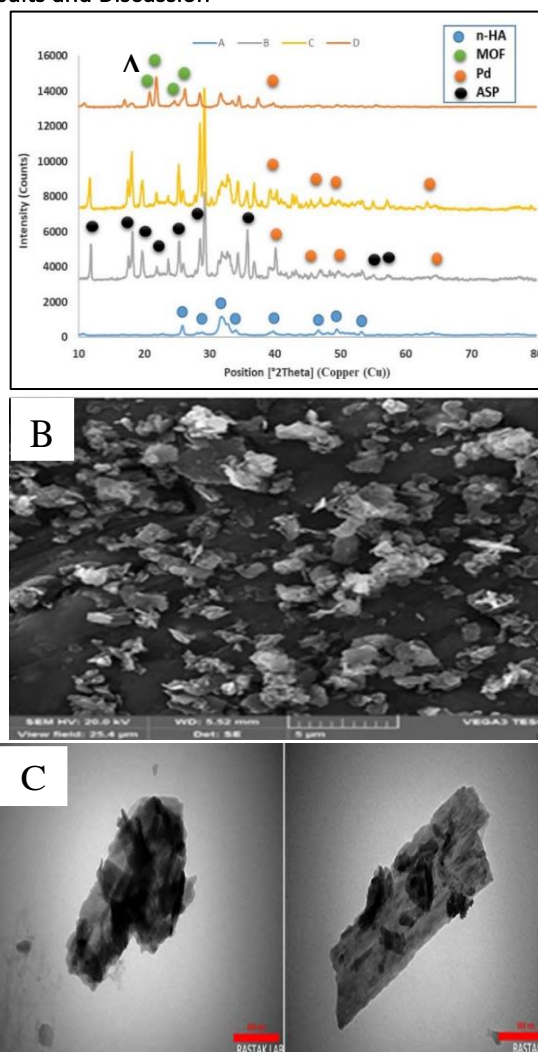 sults and Discussion
A B C D
n-HA
MOF
Pd
ASP
Intensity (Counts)
16000
14000
12000
10000
8000
6000
4000
2000
0
10 20 30 40 50 60 70 80
Position [°2Theta] (Copper (Cu))
B
SEM HV: 20.0 kV WD: 5.52 mm VEGA3 TES
View field: 25.4 µm Det: SE 5 µm
C
RASTAK LAB
RASTA